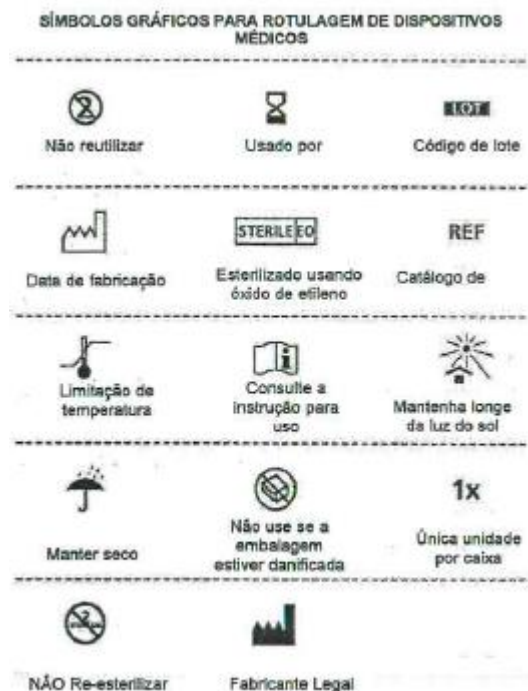 SÍMBOLOS GRÁFICOS PARA ROTULAGEM DE DISPOSITIVOS
MÉDICOS
2
LOT
Não reutilizar
Usado por
Código de lote
STERILE EO
REF
Data de fabricação
Esterilizado usando
óxido de etileno
Catálogo de
Limitação de
temperatura
Consulte a
instrução para
uso
Mantenha longe
da luz do sol
1x
Manter seco
Não use se a
embalagem
estiver danificada
Única unidade
por caixa
2
NÃO Re-esterilizar
Fabricante Legal